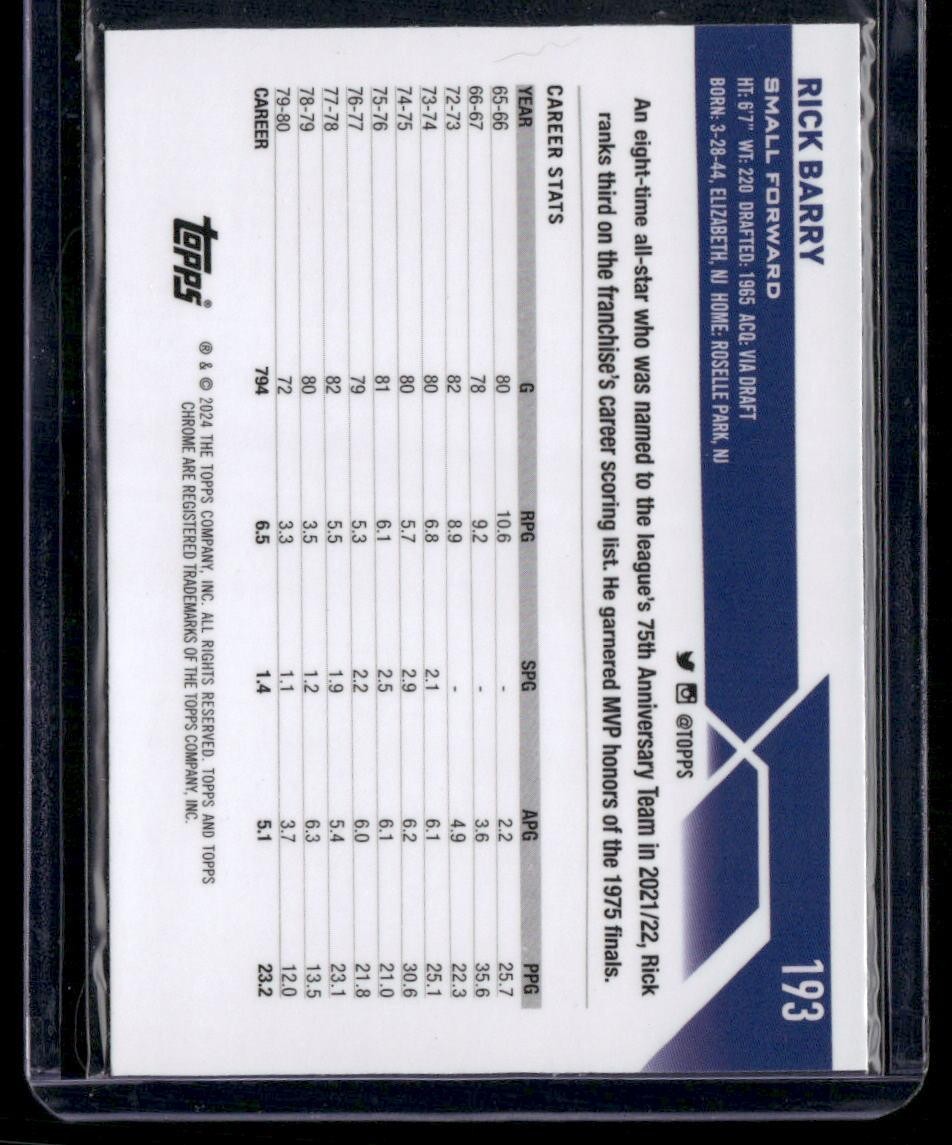 RICK BARRY
193
SMALL FORWARD
HT: 6'7" WT: 220 DRAFTED: 1965 ACQ: VIA DRAFT
BORN: 3-28-44, ELIZABETH, NJ HOME: ROSELLE PARK, NJ
@TOPPS
An eight-time all-star who was named to the league's 75th Anniversary Team in 2021/22, Rick
ranks third on the franchise's career scoring list. He garnered MVP honors of the 1975 finals.
CAREER STATS
YEAR G RPG SPG APG PPG
65-66 80 10.6 - 2.2 25.7
66-67 78 9.2 - 3.6 35.6
72-73 82 8.9 - 4.9 22.3
73-74 80 6.8 2.1 6.1 25.1
74-75 80 5.7 2.9 6.2 30.6
75-76 81 6.1 2.5 6.1 21.0
76-77 79 5.3 2.2 6.0 21.8
77-78 82 5.5 1.9 5.4 23.1
78-79 80 3.5 1.2 6.3 13.5
79-80 72 3.3 1.1 3.7 12.0
CAREER 794 6.5 1.4 5.1 23.2
topps®
® & © 2024 THE TOPPS COMPANY, INC. ALL RIGHTS RESERVED. TOPPS AND TOPPS
CHROME ARE REGISTERED TRADEMARKS OF THE TOPPS COMPANY, INC.